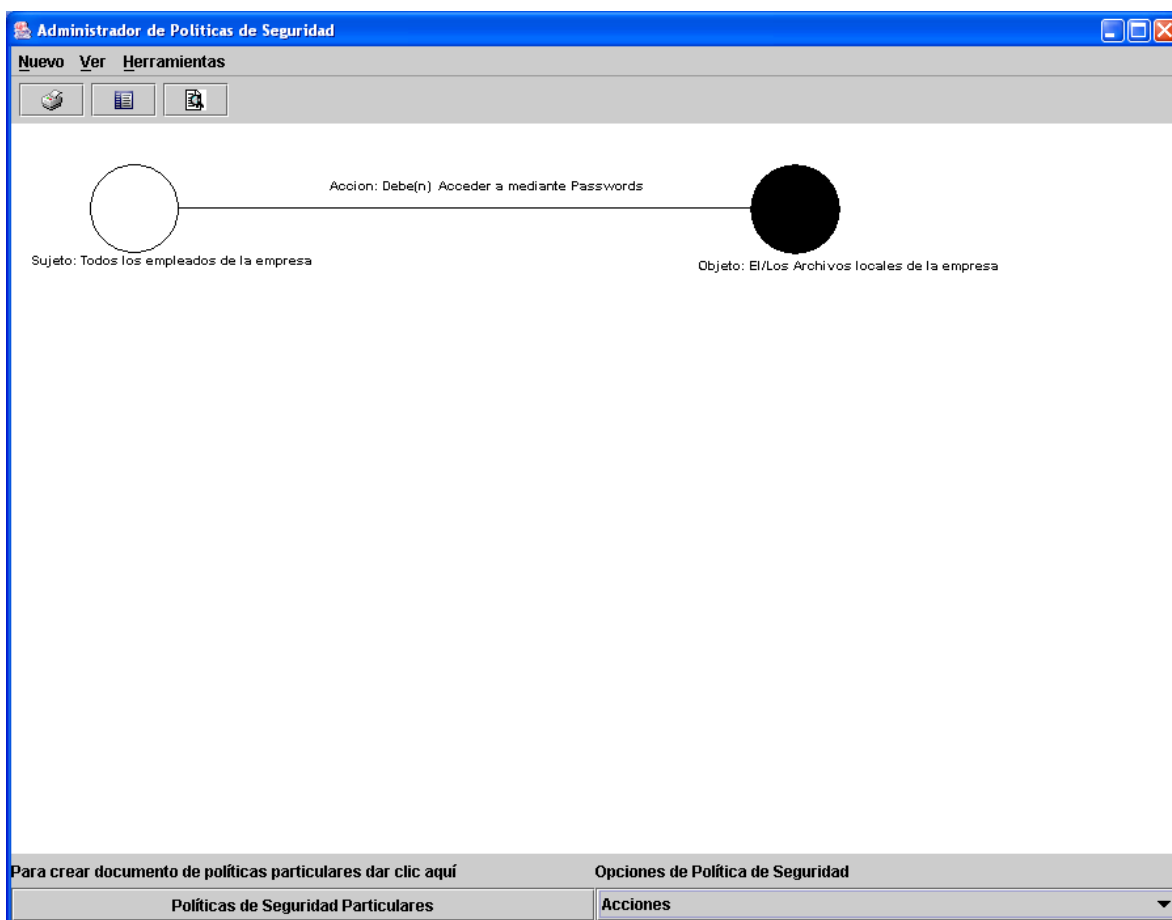 Administrador de Políticas de Seguridad
Nuevo Ver Herramientas
Accion: Debe(n) Acceder a mediante Passwords
Sujeto: Todos los empleados de la empresa
Objeto: El/Los Archivos locales de la empresa
Para crear documento de políticas particulares dar clic aquí
Opciones de Política de Seguridad
Políticas de Seguridad Particulares
Acciones